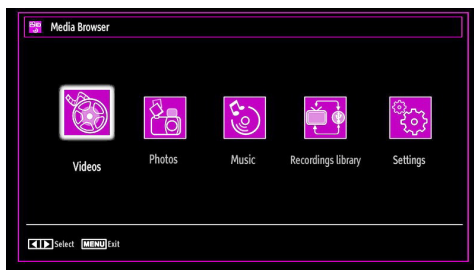 Media Browser
Videos
Photos
Music
Recordings library
Settings
Select MENU Exit